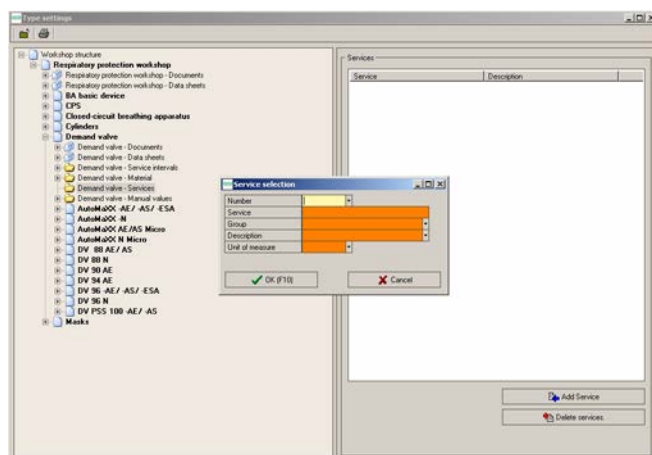 Type settings
Workshop structure
Respiratory protection workshop
Respiratory protection workshop - Documents
Respiratory protection workshop - Data sheets
BA basic device
CPS
Closed-circuit breathing apparatus
Cylinders
Demand valve
Demand valve - Documents
Demand valve - Data sheets
Demand valve - Service intervals
Demand valve - Material
Demand valve - Services
Demand valve - Manual values
AutoMaXX -AE/ -AS/ -ESA
AutoMaXX -N
AutoMaXX AE/AS Micro
AutoMaXX N Micro
DV 88 AE/ AS
DV 88 N
DV 90 AE
DV 94 AE
DV 96 -AE/ -AS/ -ESA
DV 96 N
DV PSS 100 -AE/ -AS
Masks
Services
Service Description
Service selection
Number
Service
Group
Description
Unit of measure
OK (F10) Cancel
Add Service
Delete services.